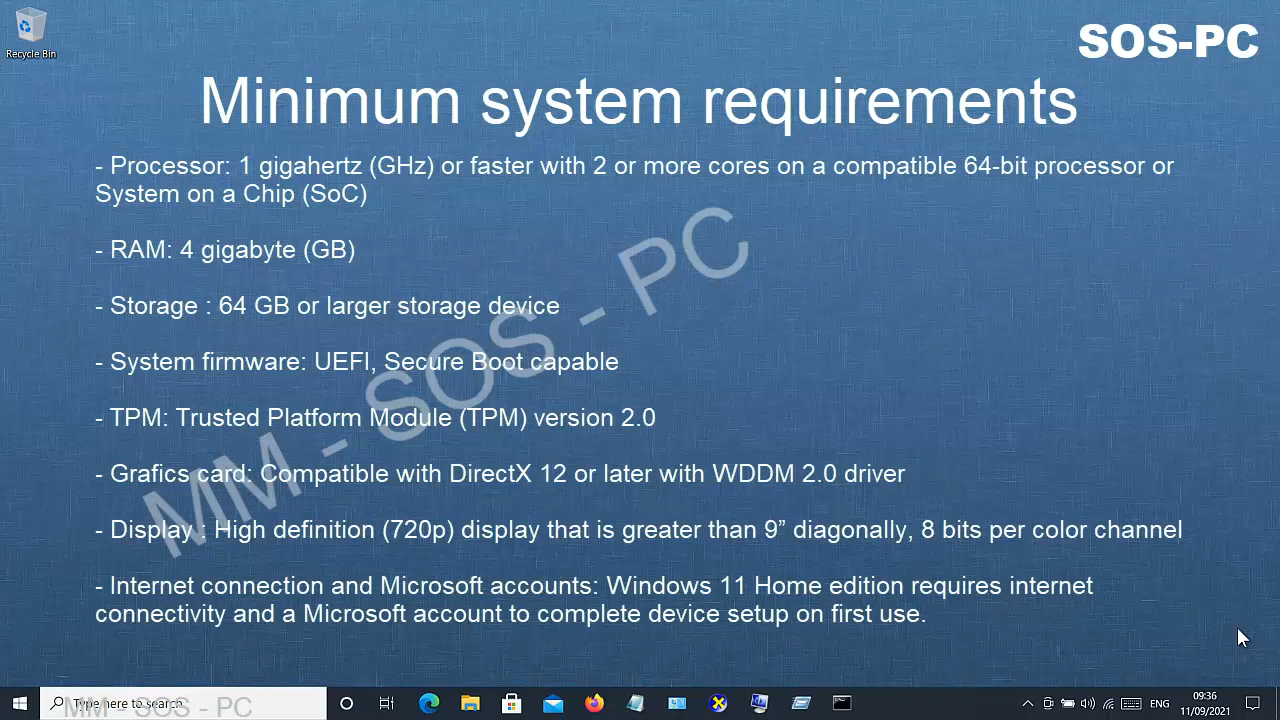 Recycle Bin
SOS-PC
Minimum system requirements
- Processor: 1 gigahertz (GHz) or faster with 2 or more cores on a compatible 64-bit processor or
System on a Chip (SoC)
- RAM: 4 gigabyte (GB)
- Storage : 64 GB or larger storage device
- System firmware: UEFI, Secure Boot capable
- TPM: Trusted Platform Module (TPM) version 2.0
- Grafics card: Compatible with DirectX 12 or later with WDDM 2.0 driver
- Display : High definition (720p) display that is greater than 9” diagonally, 8 bits per color channel
- Internet connection and Microsoft accounts: Windows 11 Home edition requires internet
connectivity and a Microsoft account to complete device setup on first use.
MM - SOS - PC
Type here to search
MM - SOS - PC
ENG
09:36
11/09/2021